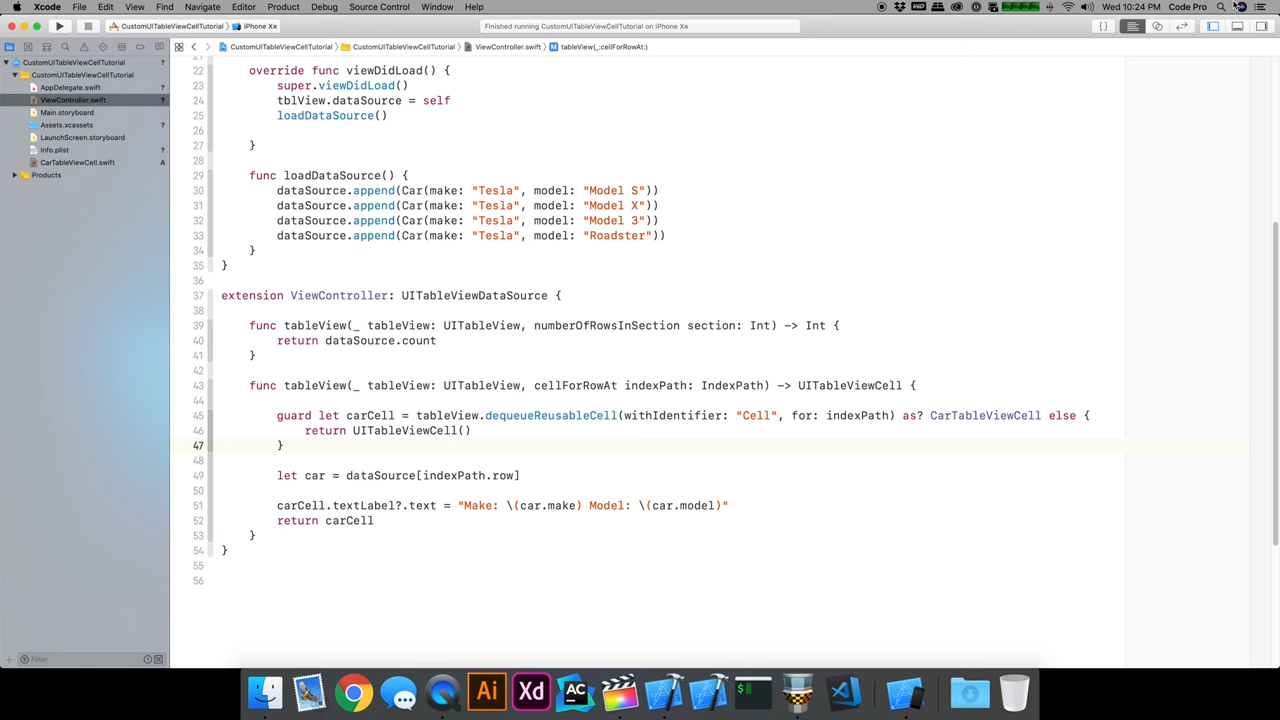 Xcode File Edit View Find Navigate Editor Product Debug Source Control Window Help Wed 10:24 PM Code Pro
CustomUITableViewCellTutorial iPhone Xʀ Finished running CustomUITableViewCellTutorial on iPhone Xʀ
CustomUITableViewCellTutorial CustomUITableViewCellTutorial ViewController.swift M tableView(_:cellForRowAt:)
CustomUITableViewCellTutorial ?
CustomUITableViewCellTutorial
AppDelegate.swift ?
ViewController.swift ?
Main.storyboard
Assets.xcassets ?
LaunchScreen.storyboard
Info.plist ?
CarTableViewCell.swift A
Products
Filter
21
22 override func viewDidLoad() {
23 super.viewDidLoad()
24 tblView.dataSource = self
25 loadDataSource()
26
27 }
28
29 func loadDataSource() {
30 dataSource.append(Car(make: "Tesla", model: "Model S"))
31 dataSource.append(Car(make: "Tesla", model: "Model X"))
32 dataSource.append(Car(make: "Tesla", model: "Model 3"))
33 dataSource.append(Car(make: "Tesla", model: "Roadster"))
34 }
35 }
36
37 extension ViewController: UITableViewDataSource {
38
39 func tableView(_ tableView: UITableView, numberOfRowsInSection section: Int) -> Int {
40 return dataSource.count
41 }
42
43 func tableView(_ tableView: UITableView, cellForRowAt indexPath: IndexPath) -> UITableViewCell {
44
45 guard let carCell = tableView.dequeueReusableCell(withIdentifier: "Cell", for: indexPath) as? CarTableViewCell else {
46 return UITableViewCell()
47 }
48
49 let car = dataSource[indexPath.row]
50
51 carCell.textLabel?.text = "Make: \(car.make) Model: \(car.model)"
52 return carCell
53 }
54 }
55
56
Ai Xd AC $